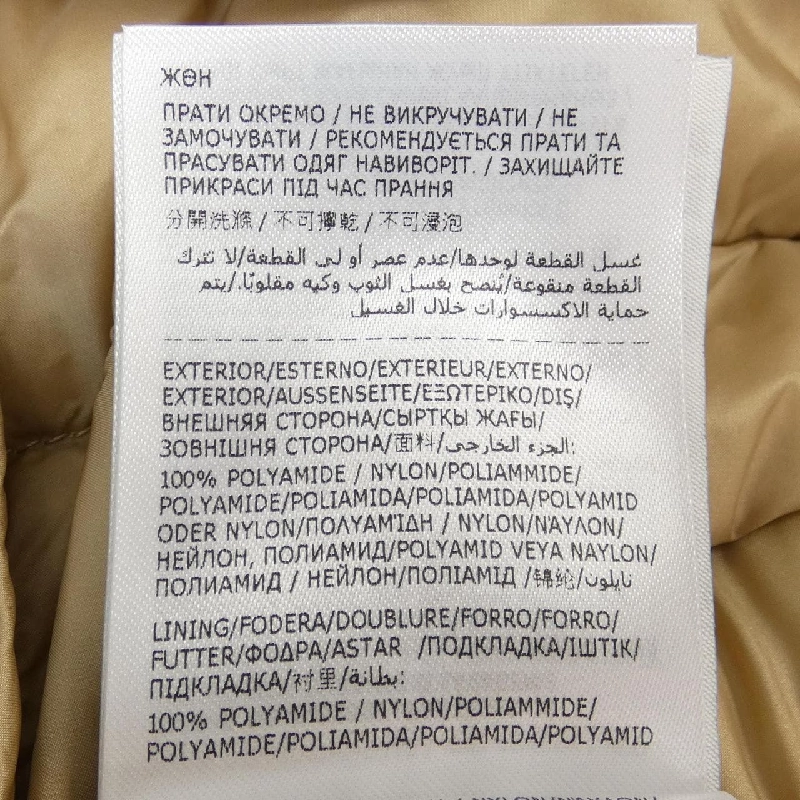 ЖӨН
ПРАТИ ОКРЕМО / НЕ ВИКРУЧУВАТИ / НЕ
ЗАМОЧУВАТИ / РЕКОМЕНДУЄТЬСЯ ПРАТИ ТА
ПРАСУВАТИ ОДЯГ НАВИВОРІТ. / ЗАХИЩАЙТЕ
ПРИКРАСИ ПІД ЧАС ПРАННЯ
分開洗滌 / 不可擰乾 / 不可浸泡
غسل القطعة لوحدها/عدم عصر أو لي القطعة/لا تترك
القطعة منقوعة/يُنصح بغسل الثوب وكيه مقلوبًا./يتم
حماية الاكسسوارات خلال الغسيل
EXTERIOR/ESTERNO/EXTERIEUR/EXTERNO/
EXTERIOR/AUSSENSEITE/ΕΞΩΤΕΡΙΚΟ/DIŞ/
ВНЕШНЯЯ СТОРОНА/СЫРТҚЫ ЖАҒЫ/
ЗОВНІШНЯ СТОРОНА/面料/الجزء الخارجي:
100% POLYAMIDE / NYLON/POLIAMMIDE/
POLYAMIDE/POLIAMIDA/POLIAMIDA/POLYAMID
ODER NYLON/ΠΟΛΥΑΜΊΔΗ / NYLON/ΝΑΥΛΟΝ/
НЕЙЛОН, ПОЛИАМИД/POLYAMID VEYA NAYLON/
ПОЛИАМИД / НЕЙЛОН/ПОЛІАМІД /锦纶/نايلون
LINING/FODERA/DOUBLURE/FORRO/FORRO/
FUTTER/ΦΟΔΡΑ/ASTAR /ПОДКЛАДКА/ІШТІК/
ПІДКЛАДКА/衬里/بطانة:
100% POLYAMIDE / NYLON/POLIAMMIDE/
POLYAMIDE/POLIAMIDA/POLIAMIDA/POLYAMID